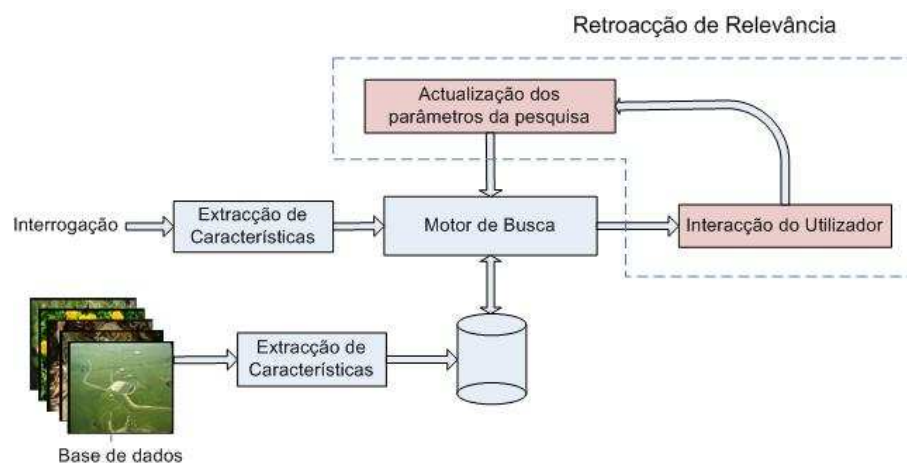 Retroacção de Relevância
Actualização dos
parâmetros da pesquisa
Interrogação
Extracção de
Características
Motor de Busca
Interacção do Utilizador
Extracção de
Características
Base de dados